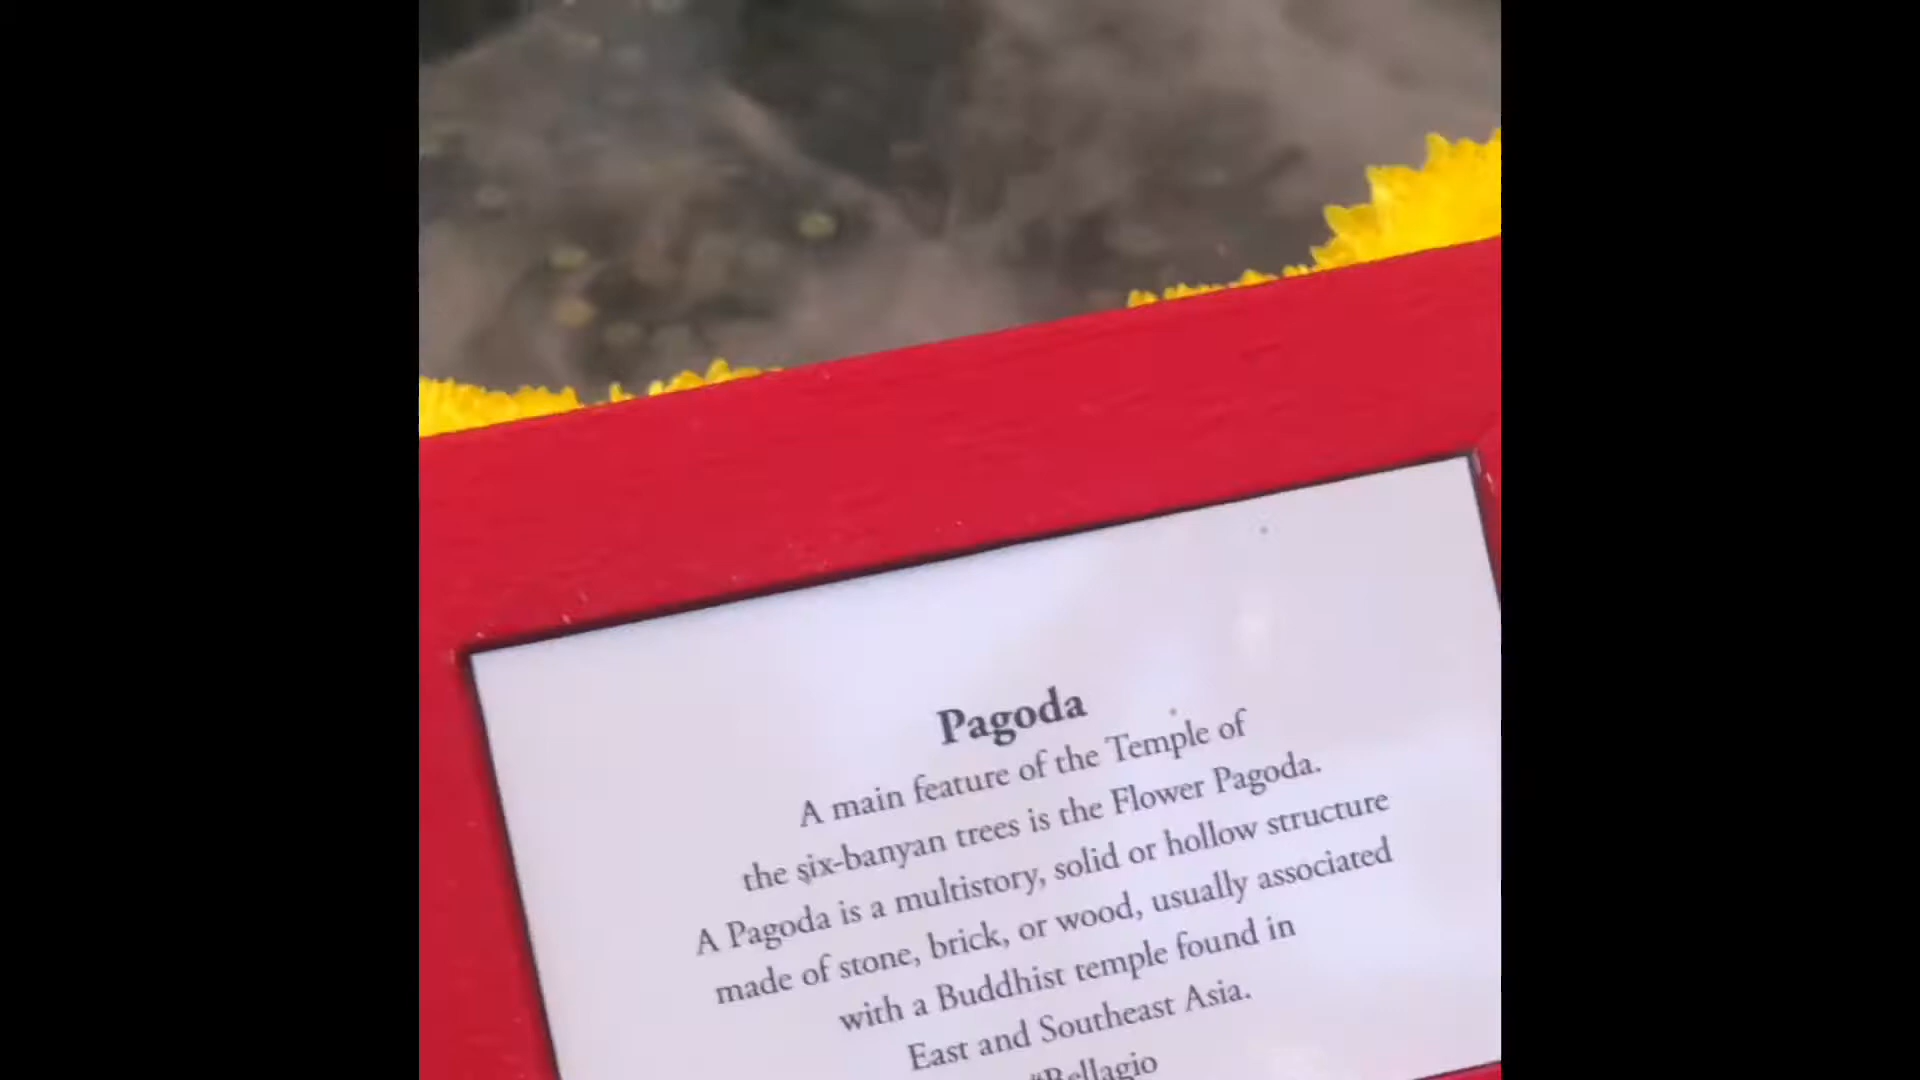 Pagoda
A main feature of the Temple of
the six-banyan trees is the Flower Pagoda.
A Pagoda is a multistory, solid or hollow structure
made of stone, brick, or wood, usually associated
with a Buddhist temple found in
East and Southeast Asia.
#Bellagio